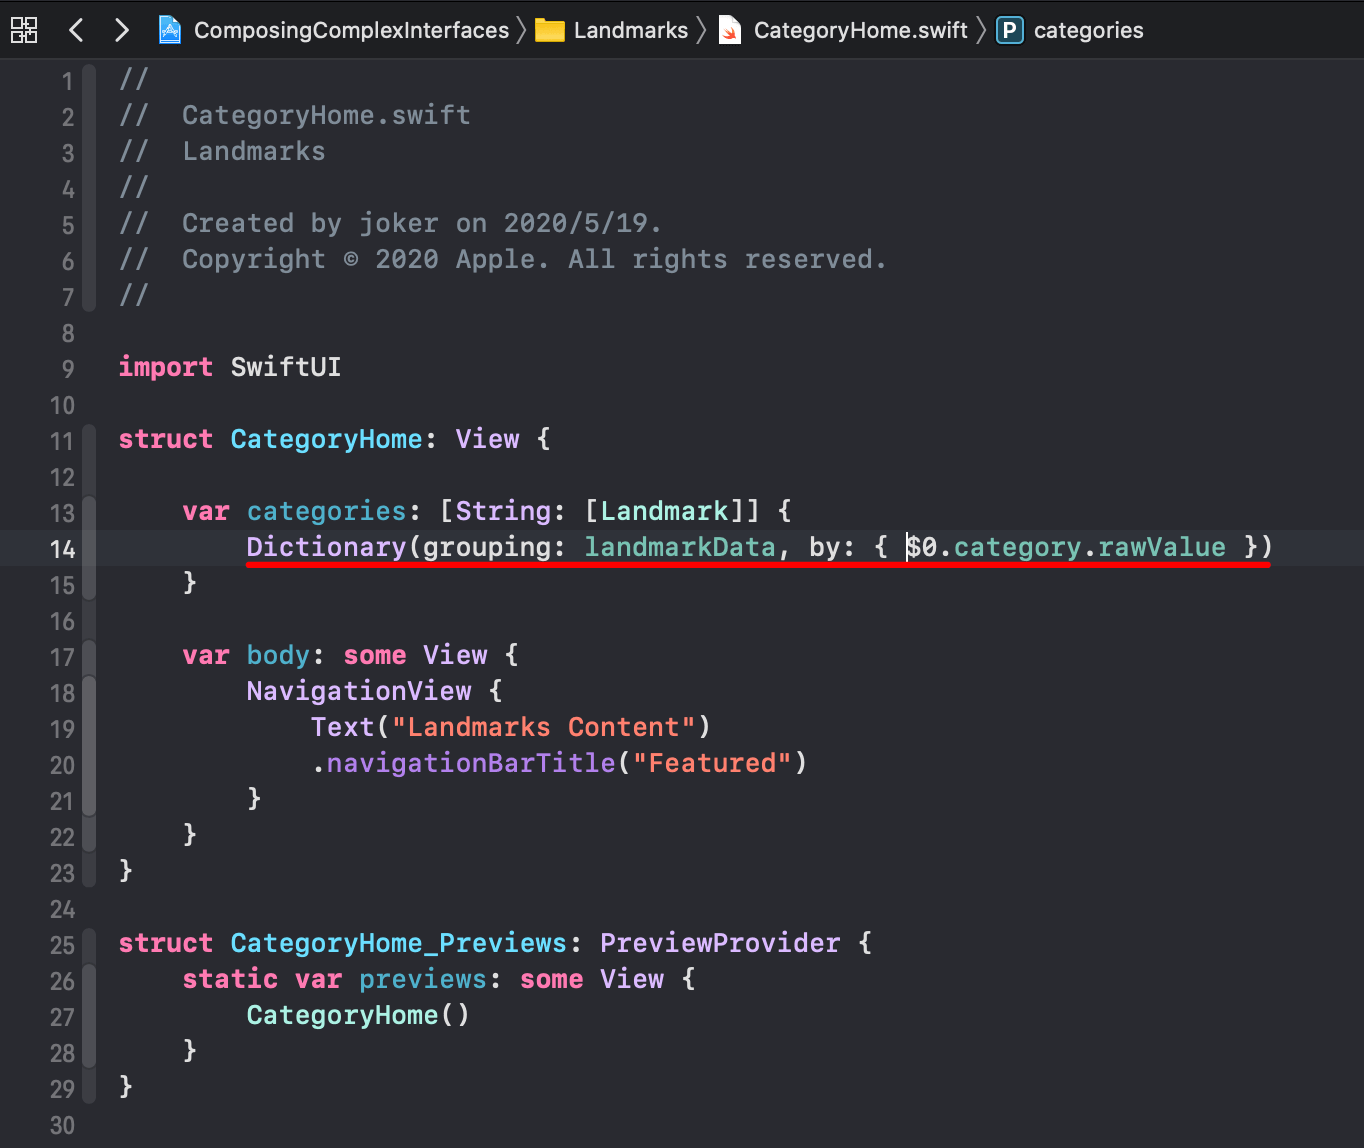 ComposingComplexInterfaces 〉 Landmarks 〉 CategoryHome.swift 〉 P categories
1 //
2 //  CategoryHome.swift
3 //  Landmarks
4 //
5 //  Created by joker on 2020/5/19.
6 //  Copyright © 2020 Apple. All rights reserved.
7 //
8
9 import SwiftUI
10
11 struct CategoryHome: View {
12
13     var categories: [String: [Landmark]] {
14         Dictionary(grouping: landmarkData, by: { $0.category.rawValue })
15     }
16
17     var body: some View {
18         NavigationView {
19             Text("Landmarks Content")
20             .navigationBarTitle("Featured")
21         }
22     }
23 }
24
25 struct CategoryHome_Previews: PreviewProvider {
26     static var previews: some View {
27         CategoryHome()
28     }
29 }
30